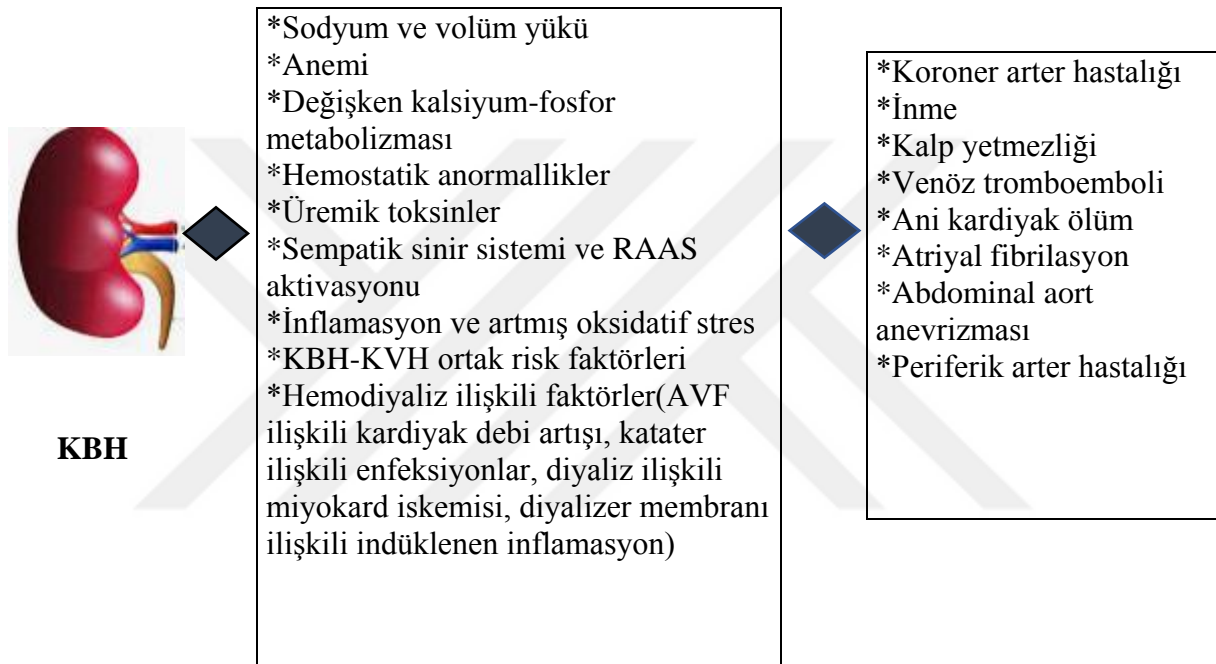 KBH
*Sodyum ve volüm yükü
*Anemi
*Değişken kalsiyum-fosfor
metabolizması
*Hemostatik anormallikler
*Üremik toksinler
*Sempatik sinir sistemi ve RAAS
aktivasyonu
*İnflamasyon ve artmış oksidatif stres
*KBH-KVH ortak risk faktörleri
*Hemodiyaliz ilişkili faktörler(AVF
ilişkili kardiyak debi artışı, katater
ilişkili enfeksiyonlar, diyaliz ilişkili
miyokard iskemisi, diyalizer membranı
ilişkili indüklenen inflamasyon)
*Koroner arter hastalığı
*İnme
*Kalp yetmezliği
*Venöz tromboemboli
*Ani kardiyak ölüm
*Atriyal fibrilasyon
*Abdominal aort
anevrizması
*Periferik arter hastalığı